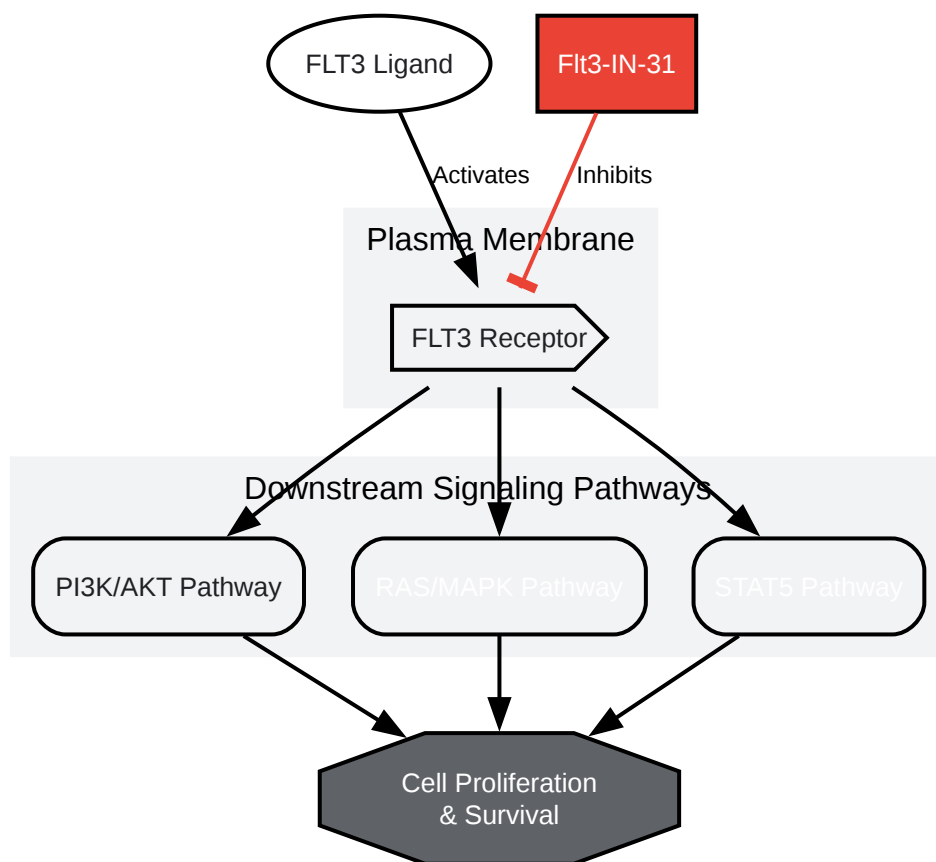 FLT3 Ligand
Flt3-IN-31
Activates
Inhibits
Plasma Membrane
FLT3 Receptor
Downstream Signaling Pathways
PI3K/AKT Pathway
RAS/MAPK Pathway
STAT5 Pathway
Cell Proliferation
& Survival